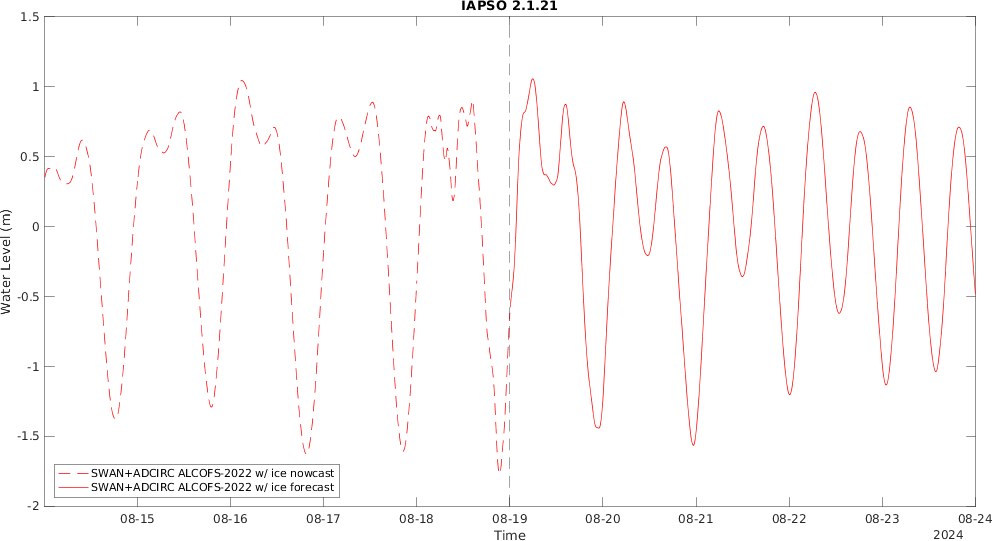 IAPSO 2.1.21
1.5
1
0.5
0
-0.5
-1
-1.5
-2
Water Level (m)
SWAN+ADCIRC ALCOFS-2022 w/ ice nowcast
SWAN+ADCIRC ALCOFS-2022 w/ ice forecast
08-15 08-16 08-17 08-18 08-19 08-20 08-21 08-22 08-23 08-24
Time
2024